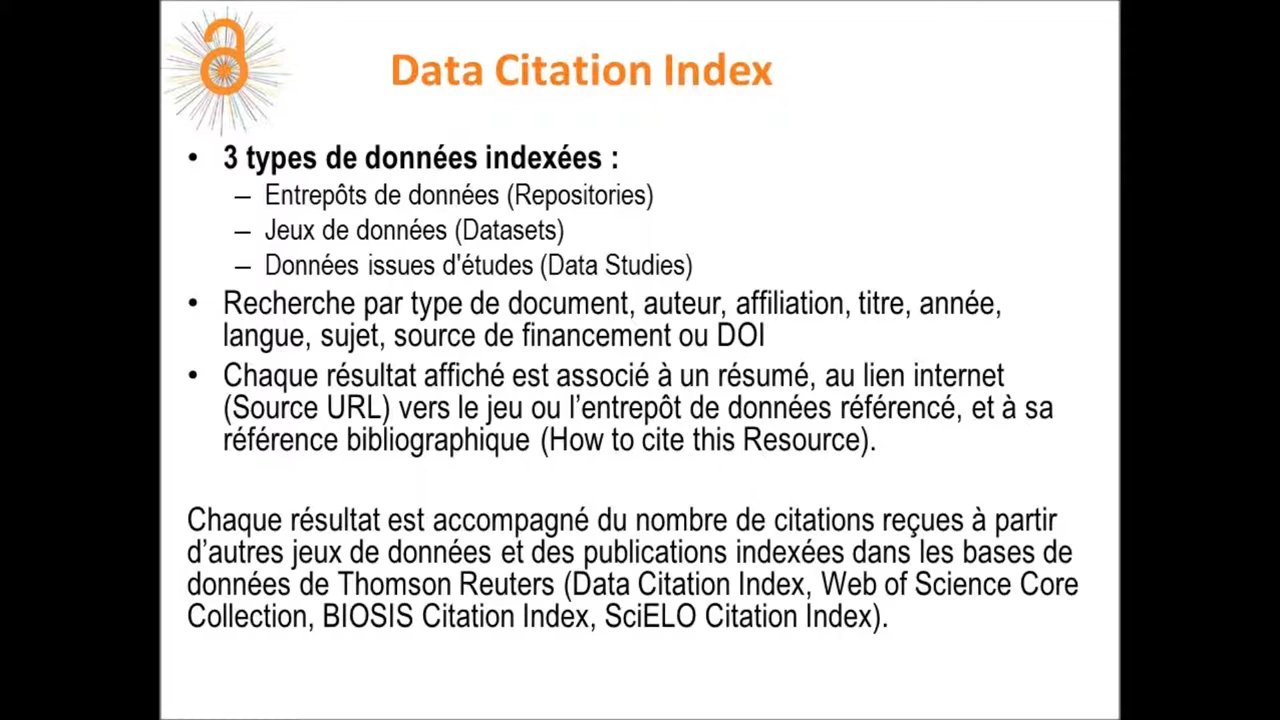 Data Citation Index
• 3 types de données indexées :
– Entrepôts de données (Repositories)
– Jeux de données (Datasets)
– Données issues d'études (Data Studies)
• Recherche par type de document, auteur, affiliation, titre, année,
langue, sujet, source de financement ou DOI
• Chaque résultat affiché est associé à un résumé, au lien internet
(Source URL) vers le jeu ou l’entrepôt de données référencé, et à sa
référence bibliographique (How to cite this Resource).
Chaque résultat est accompagné du nombre de citations reçues à partir
d’autres jeux de données et des publications indexées dans les bases de
données de Thomson Reuters (Data Citation Index, Web of Science Core
Collection, BIOSIS Citation Index, SciELO Citation Index).